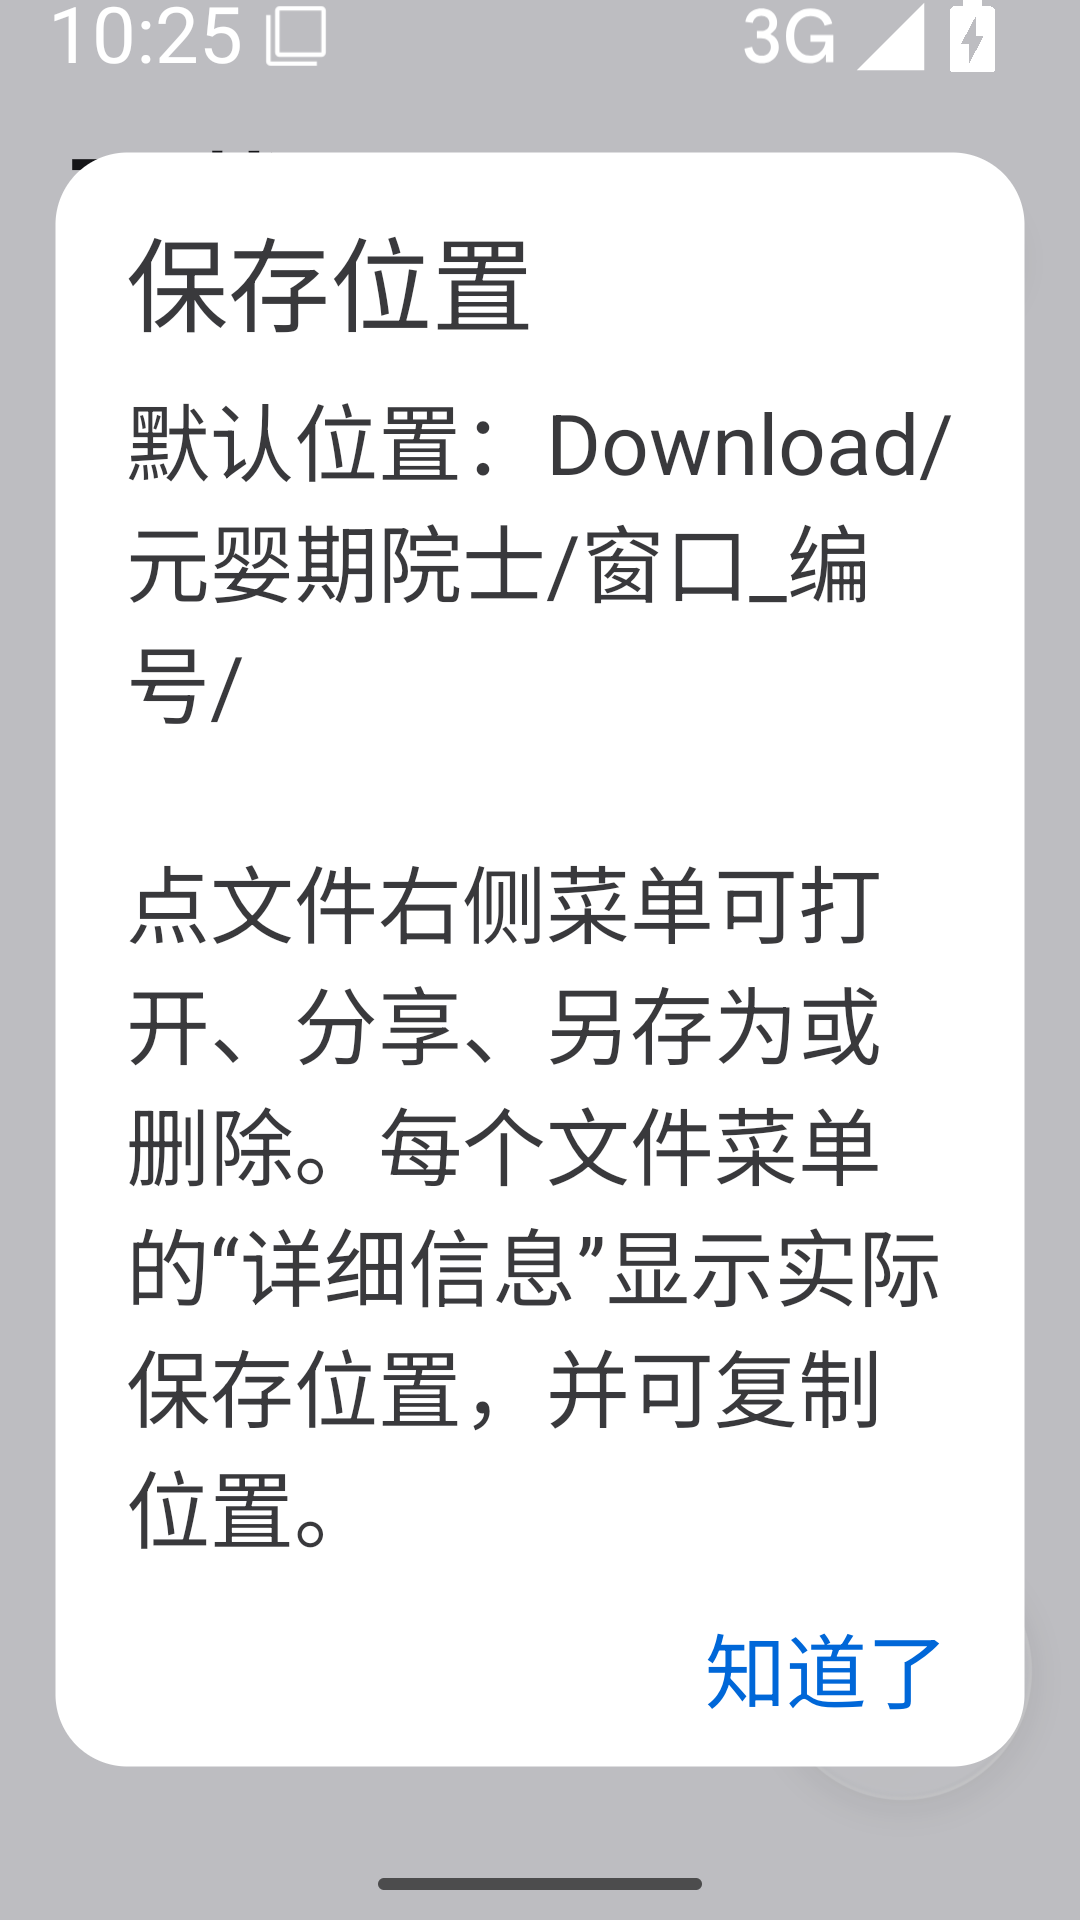 10:25 3G
保存位置
默认位置：Download/
元婴期院士/窗口_编
号/
点文件右侧菜单可打
开、分享、另存为或
删除。每个文件菜单
的“详细信息”显示实际
保存位置，并可复制
位置。
知道了